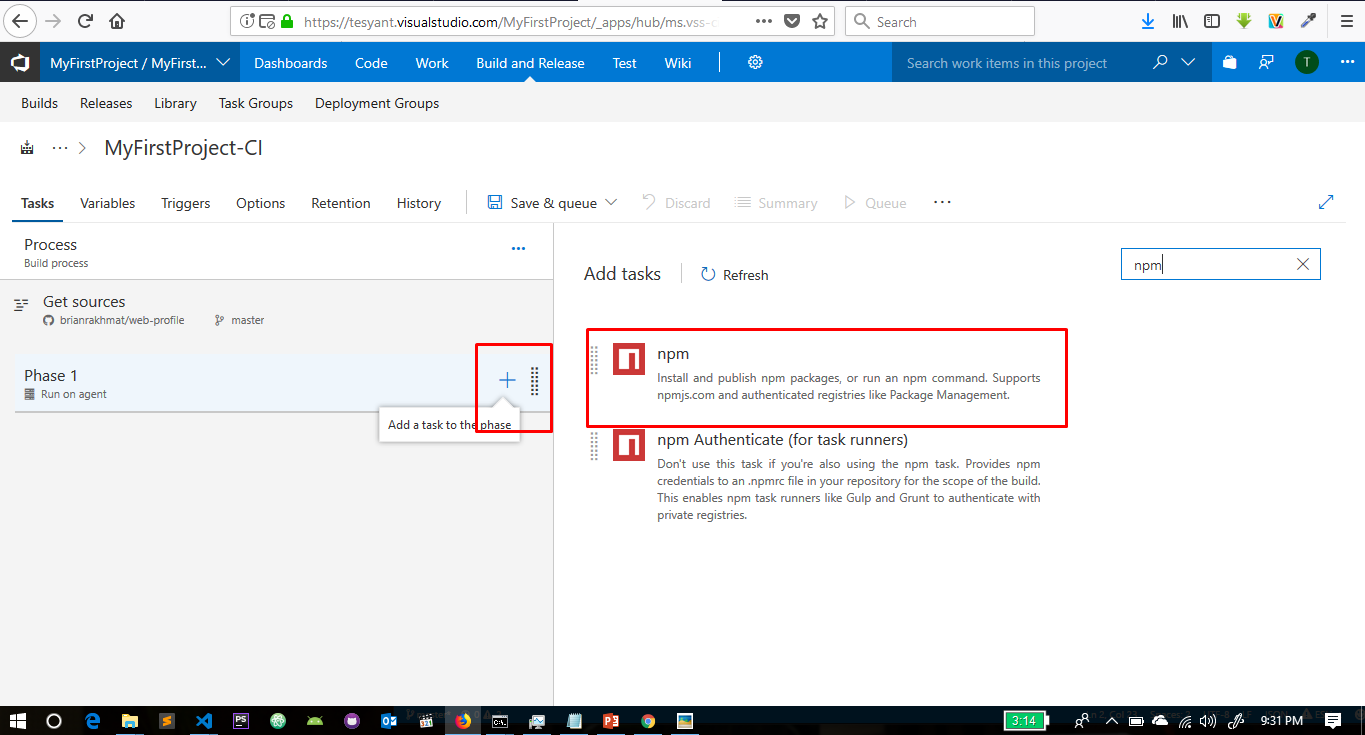 https://tesyant.visualstudio.com/MyFirstProject/_apps/hub/ms.vss-c
Search
MyFirstProject / MyFirst...
Dashboards
Code
Work
Build and Release
Test
Wiki
Search work items in this project
T
Builds
Releases
Library
Task Groups
Deployment Groups
MyFirstProject-CI
Tasks
Variables
Triggers
Options
Retention
History
Save & queue
Discard
Summary
Queue
Process
Build process
Get sources
brianrakhmat/web-profile
master
Phase 1
Run on agent
Add a task to the phase
Add tasks
Refresh
npm
npm
Install and publish npm packages, or run an npm command. Supports
npmjs.com and authenticated registries like Package Management.
npm Authenticate (for task runners)
Don't use this task if you're also using the npm task. Provides npm
credentials to an .npmrc file in your repository for the scope of the build.
This enables npm task runners like Gulp and Grunt to authenticate with
private registries.
3:14
9:31 PM